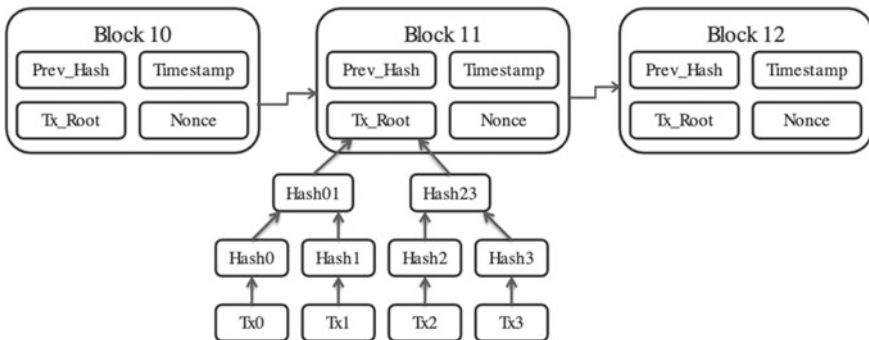 Block 10
Block 11
Block 12
Prev_Hash Timestamp
Prev_Hash Timestamp
Prev_Hash Timestamp
Tx_Root Nonce
Tx_Root Nonce
Tx_Root Nonce
Hash01 Hash23
Hash0 Hash1 Hash2 Hash3
Tx0 Tx1 Tx2 Tx3